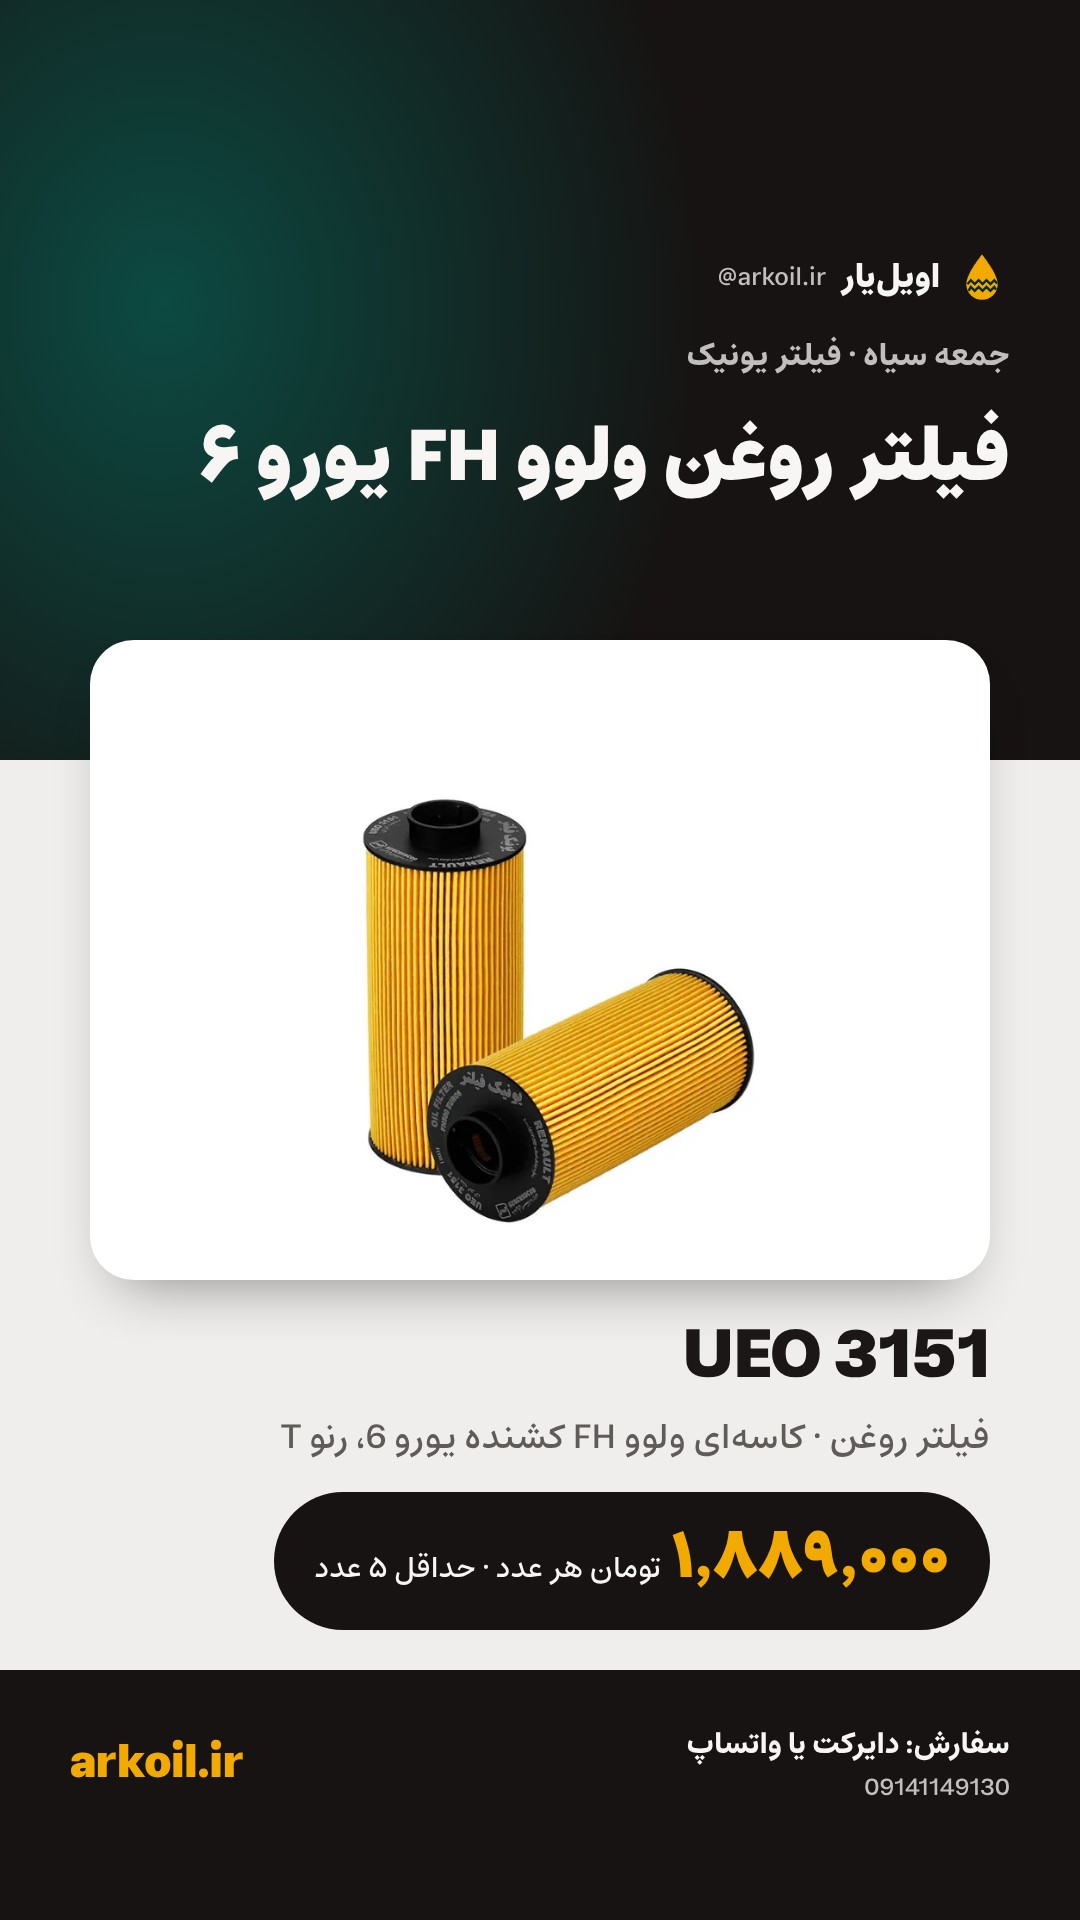 اویل‌یار @arkoil.ir
جمعه سیاه · فیلتر یونیک
فیلتر روغن ولوو FH یورو ۶
یونیک فیلتر
RENAULT
UEO 3151
OIL FILTER
UEO 3151
فیلتر روغن · کاسه‌ای ولوو FH کشنده یورو 6، رنو T
۱,۸۸۹,۰۰۰ تومان هر عدد · حداقل ۵ عدد
سفارش: دایرکت یا واتساپ
09141149130
arkoil.ir